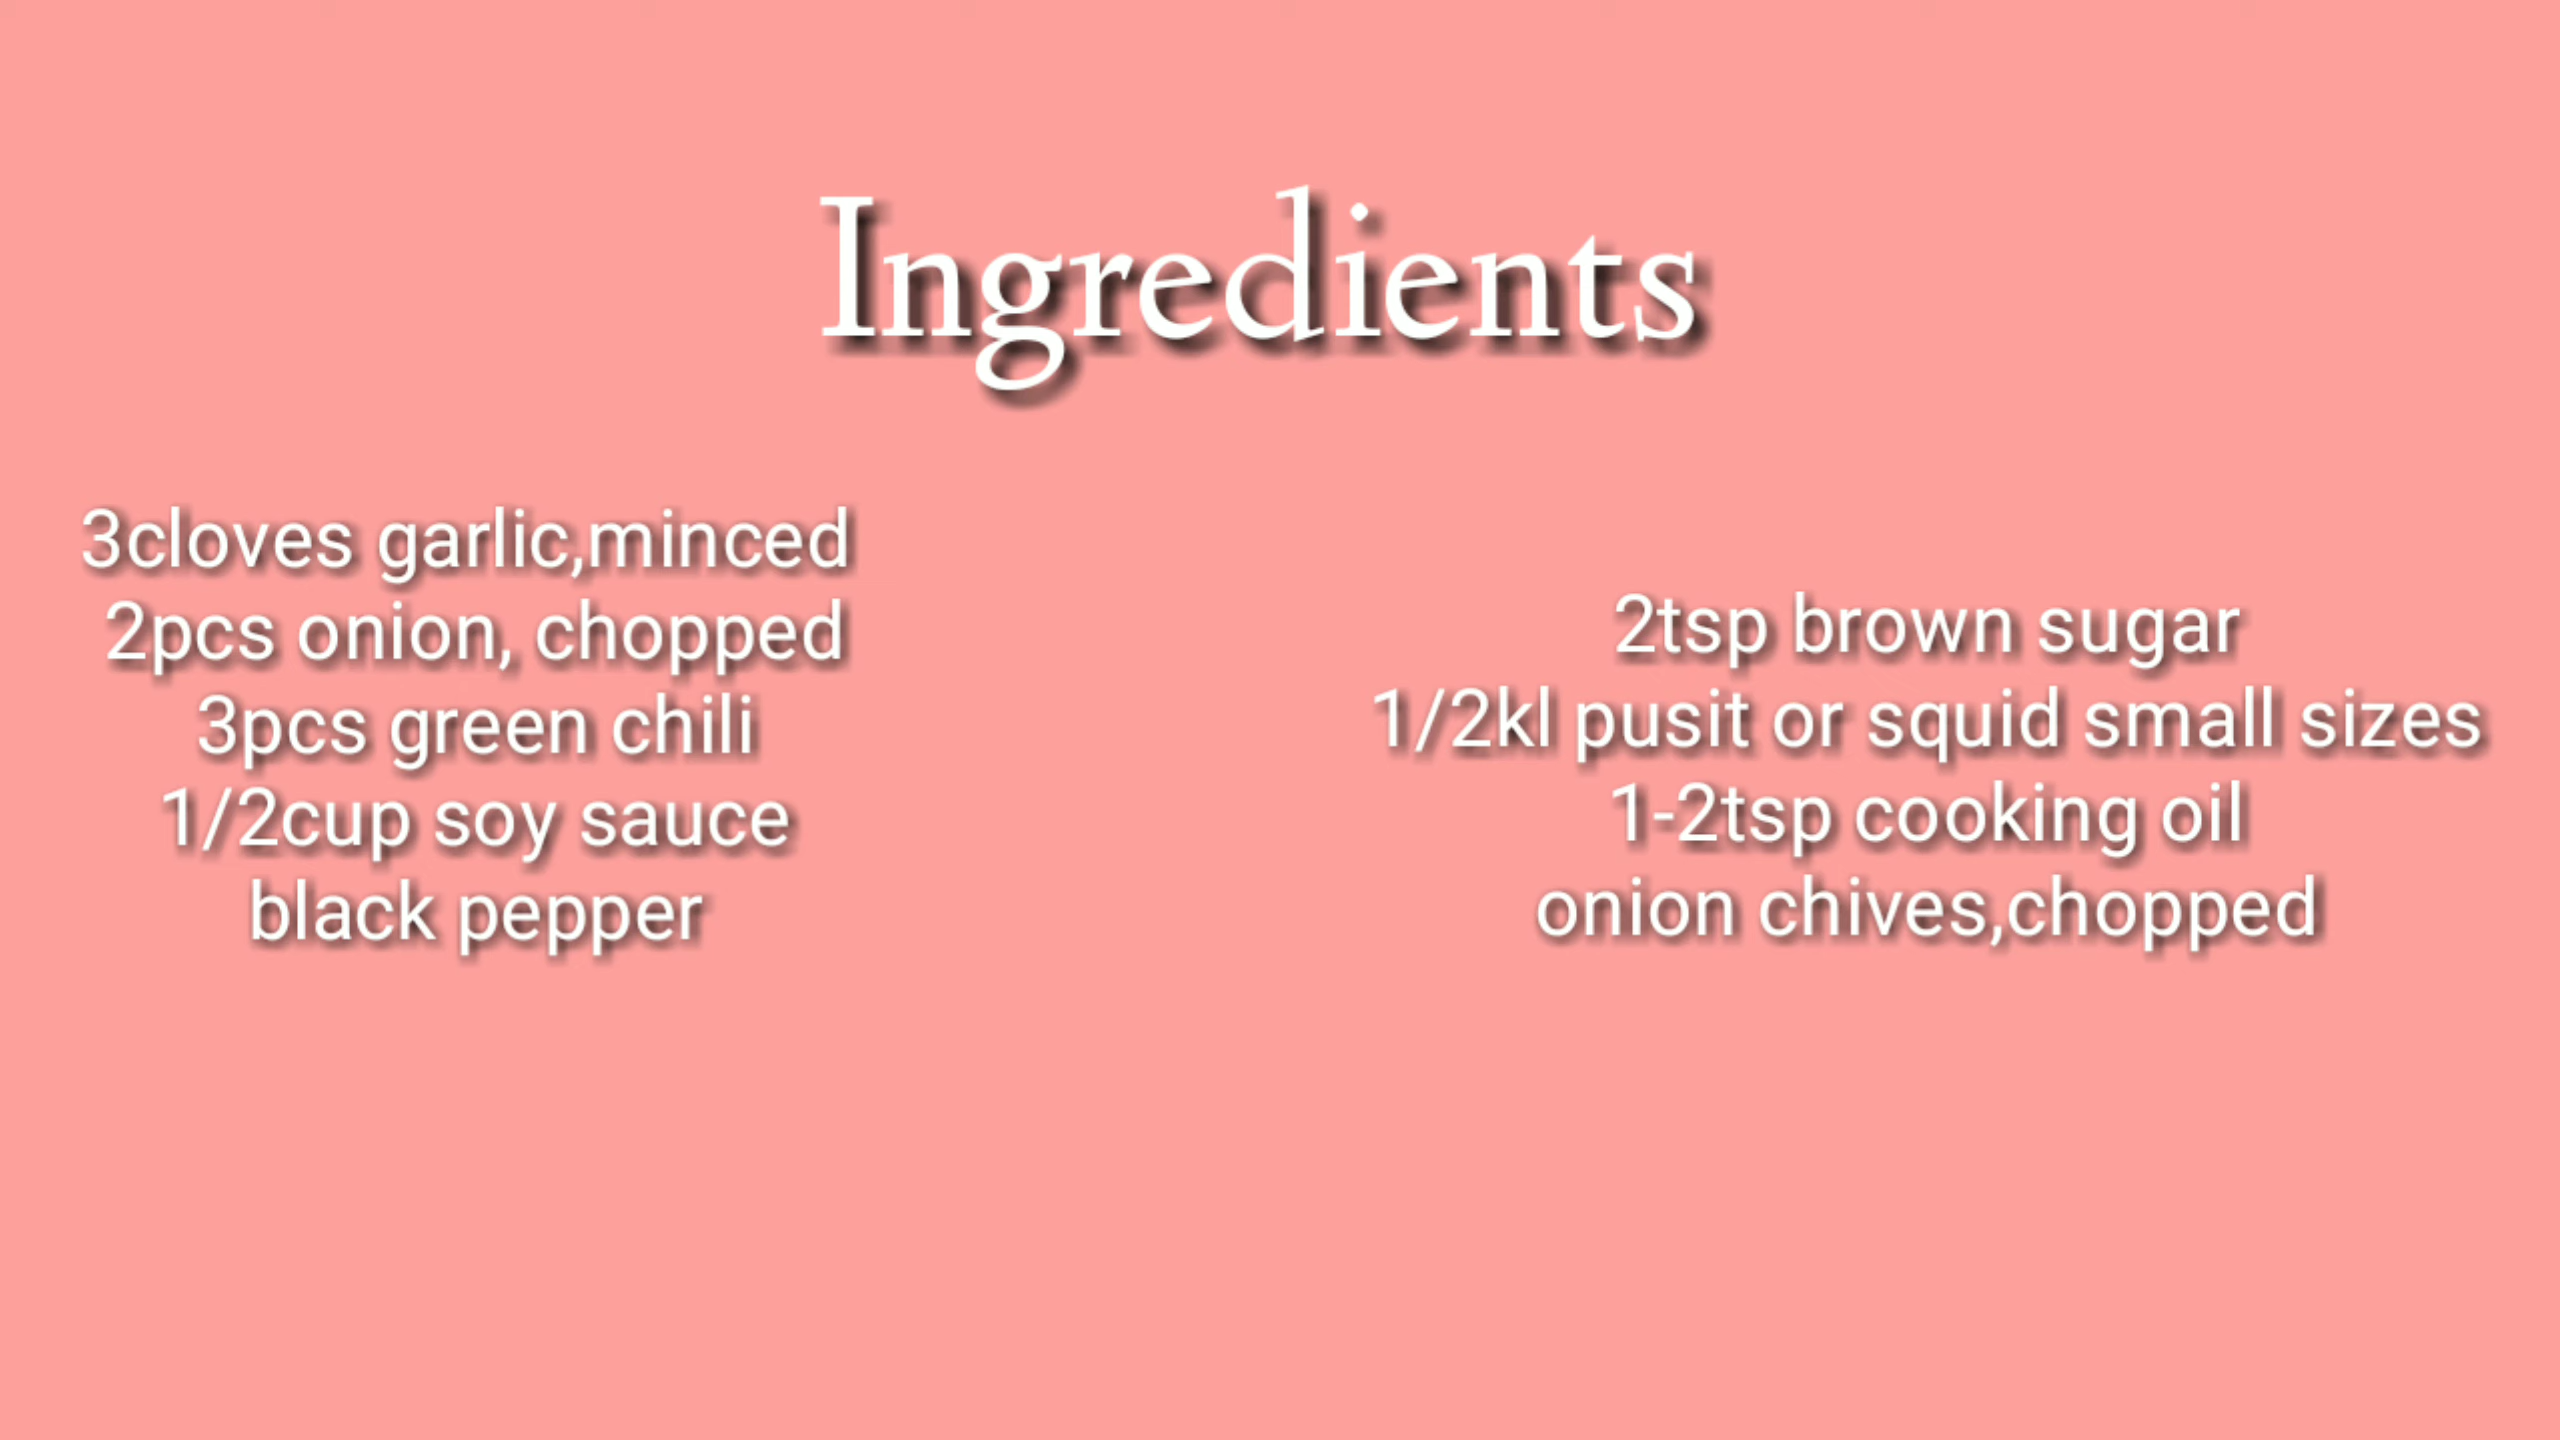 Ingredients
3cloves garlic,minced
2pcs onion, chopped
3pcs green chili
1/2cup soy sauce
black pepper
2tsp brown sugar
1/2kl pusit or squid small sizes
1-2tsp cooking oil
onion chives,chopped